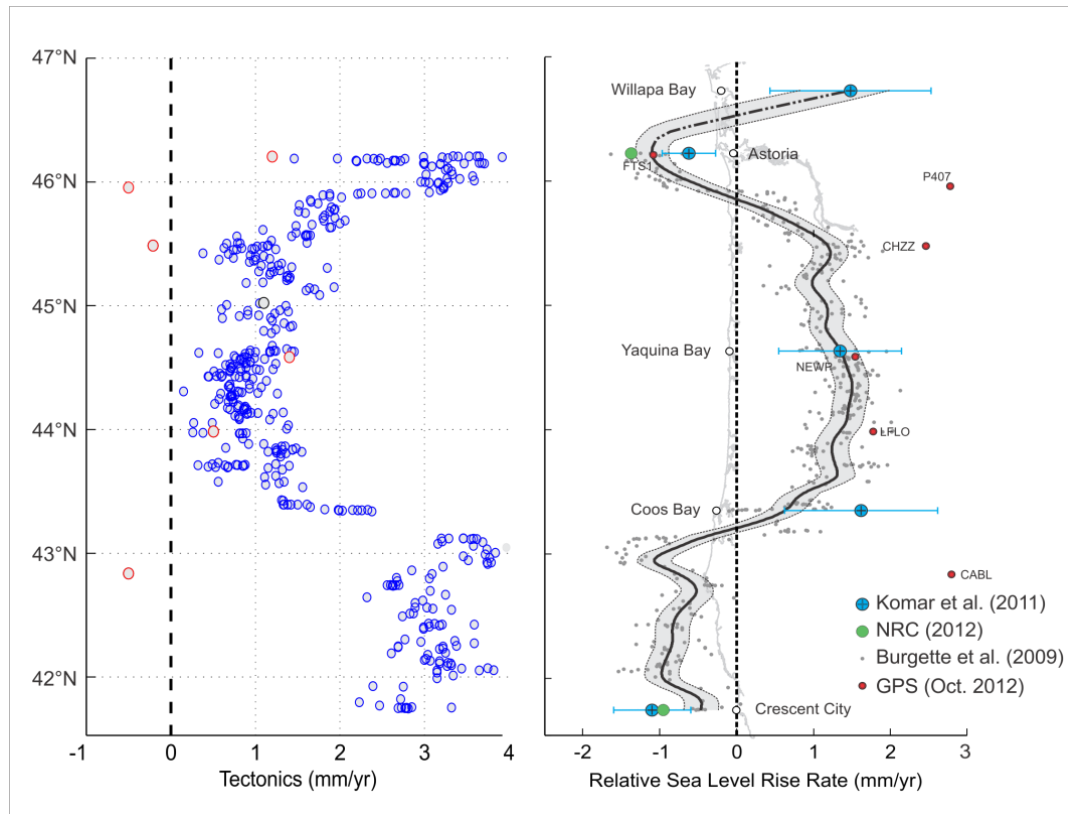 47°N
46°N
45°N
44°N
43°N
42°N
-1 0 1 2 3 4
Tectonics (mm/yr)
Willapa Bay
Astoria
FTS1
P407
CHZZ
Yaquina Bay
NEWP
LFLO
Coos Bay
CABL
Komar et al. (2011)
NRC (2012)
Burgette et al. (2009)
GPS (Oct. 2012)
Crescent City
-2 -1 0 1 2 3
Relative Sea Level Rise Rate (mm/yr)